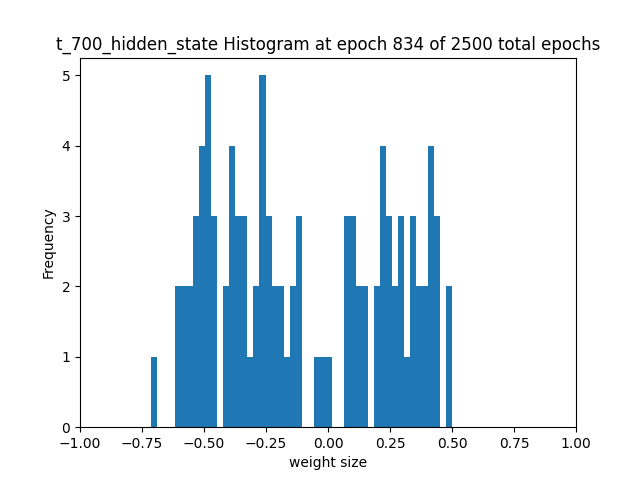 t_700_hidden_state Histogram at epoch 834 of 2500 total epochs
5
4
3
2
1
0
Frequency
−1.00 −0.75 −0.50 −0.25 0.00 0.25 0.50 0.75 1.00
weight size